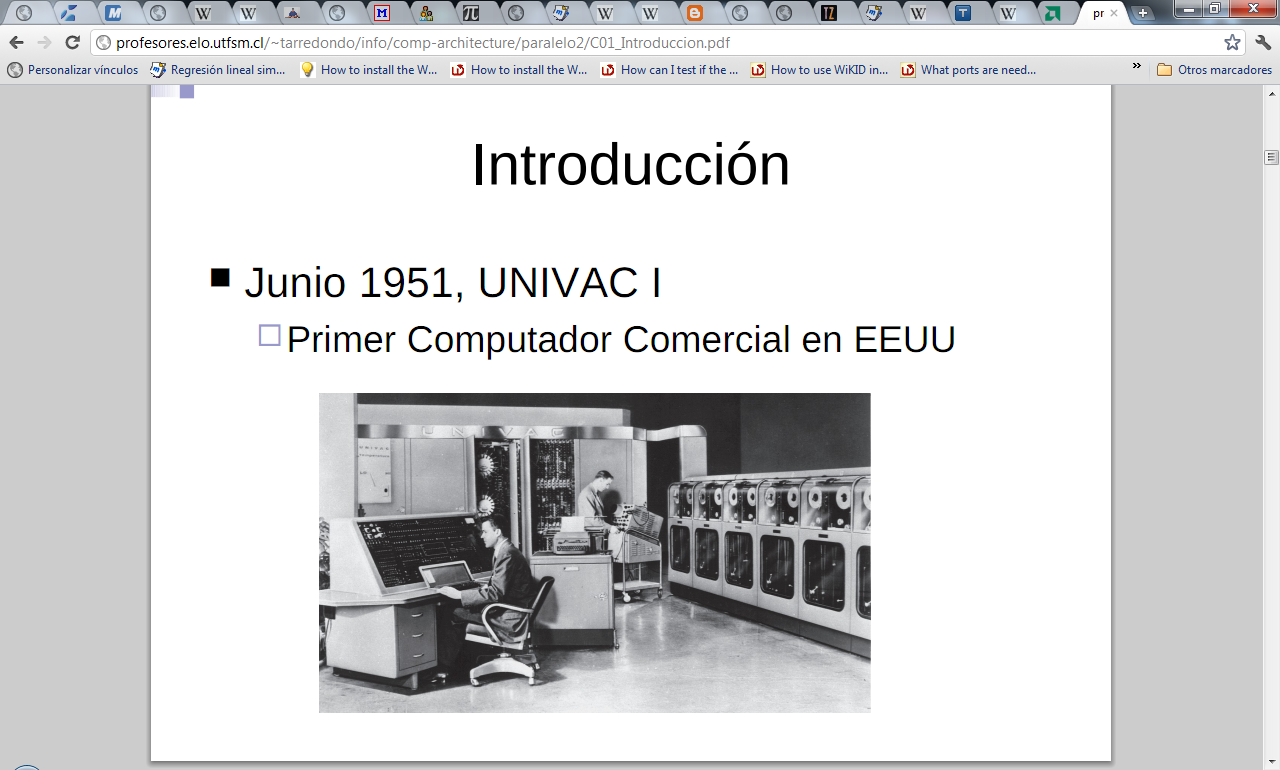 pr
profesores.elo.utfsm.cl/~tarredondo/info/comp-architecture/paralelo2/C01_Introduccion.pdf
Personalizar vínculos
Regresión lineal sim...
How to install the W...
How to install the W...
How can I test if the ...
How to use WiKID in...
What ports are need...
Otros marcadores
Introducción
Junio 1951, UNIVAC I
Primer Computador Comercial en EEUU
UNIVAC